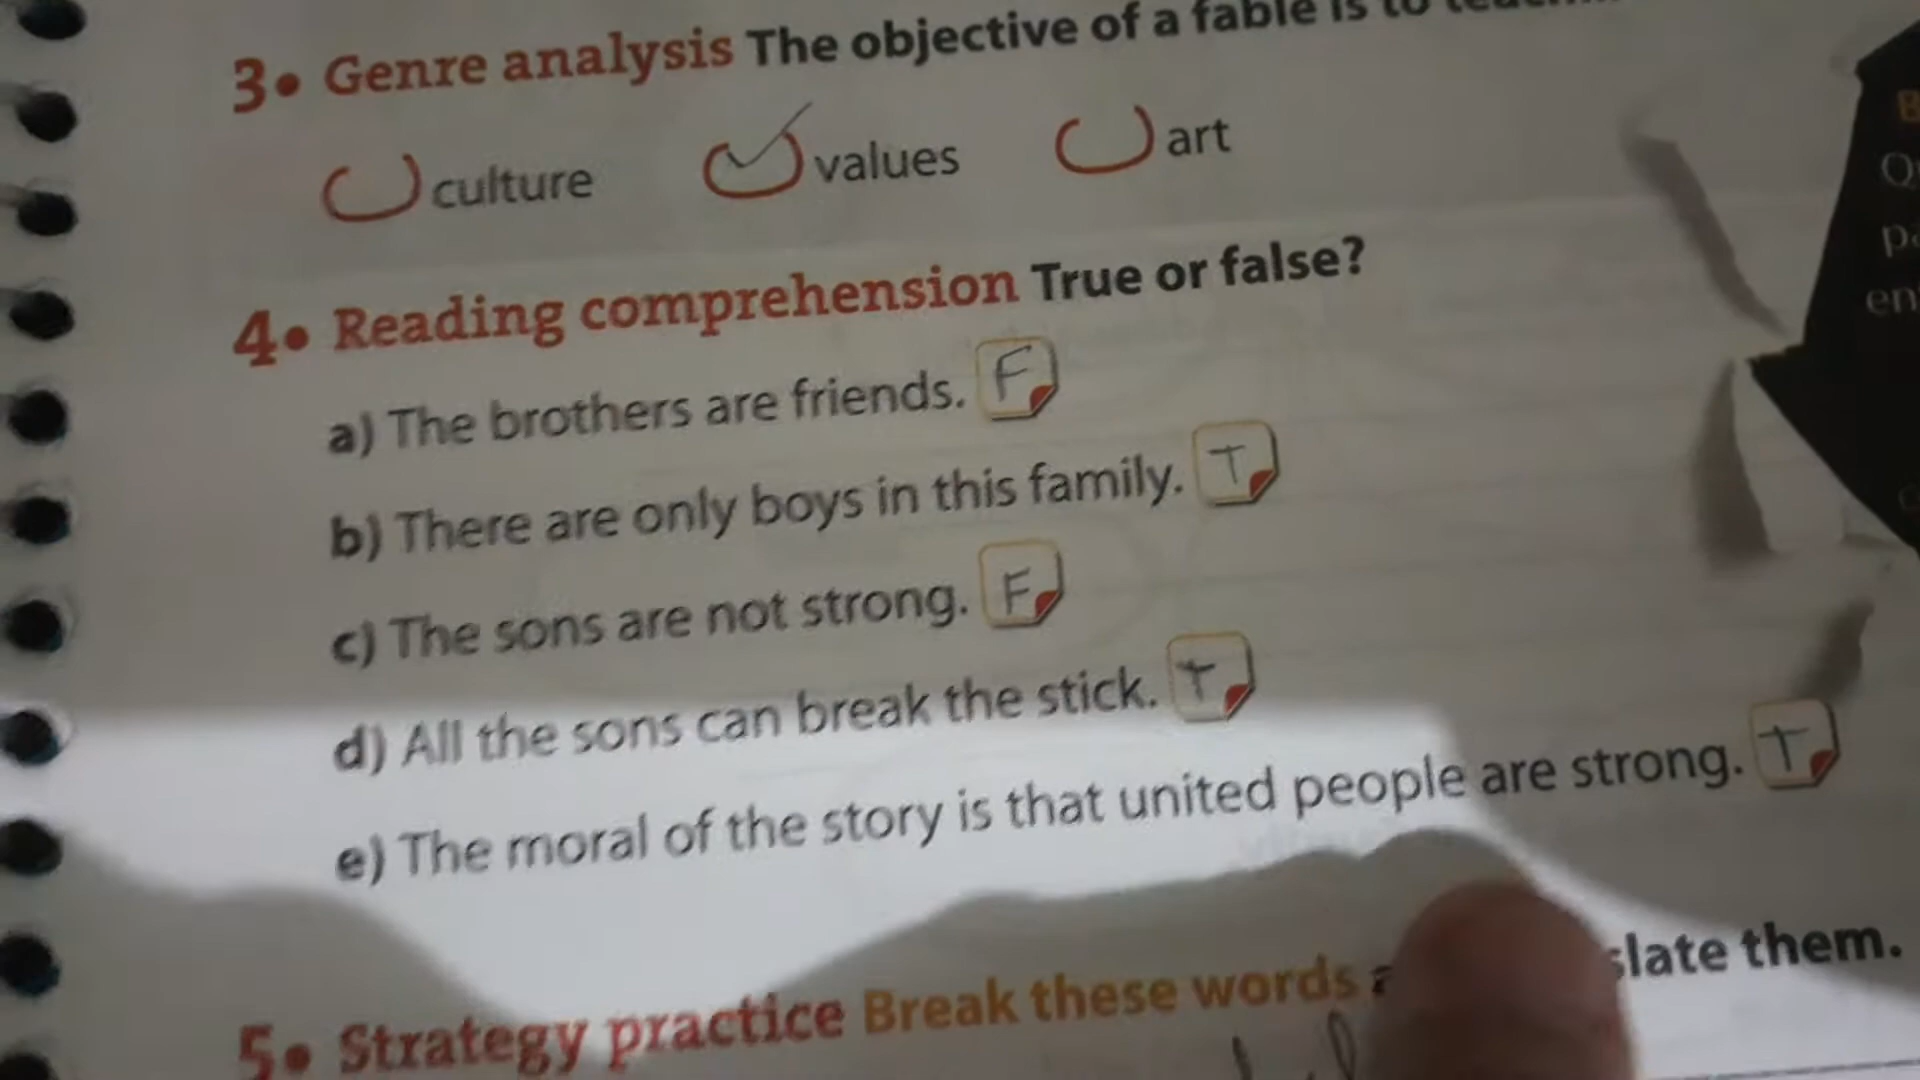 3. Genre analysis The objective of a fable is to
culture values art
4. Reading comprehension True or false?
a) The brothers are friends. F
b) There are only boys in this family. T
c) The sons are not strong. F
d) All the sons can break the stick. T
e) The moral of the story is that united people are strong. T
5. Strategy practice Break these words
them.